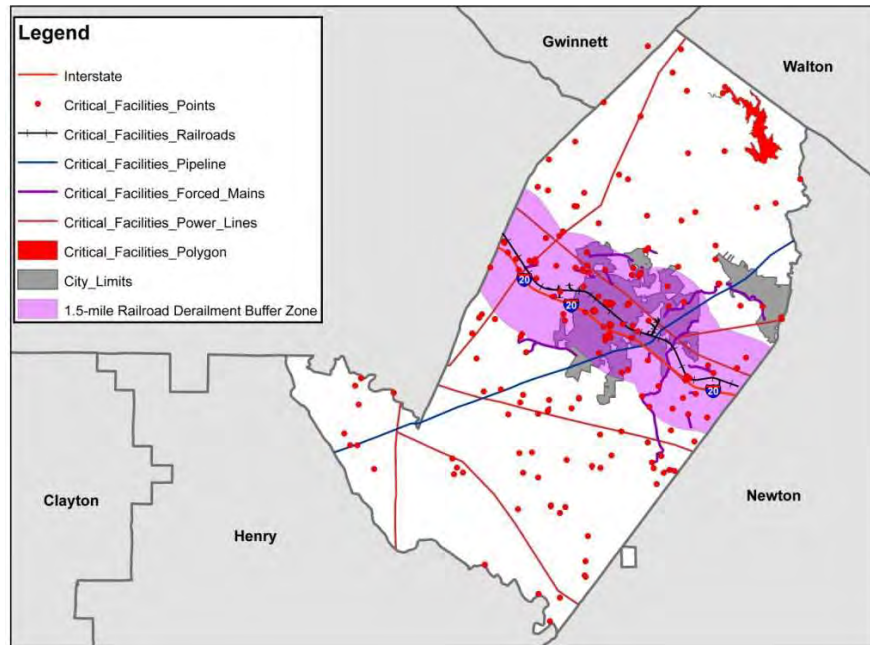 Legend
Interstate
Critical_Facilities_Points
Critical_Facilities_Railroads
Critical_Facilities_Pipeline
Critical_Facilities_Forced_Mains
Critical_Facilities_Power_Lines
Critical_Facilities_Polygon
City_Limits
1.5-mile Railroad Derailment Buffer Zone
Gwinnett
Walton
20
20
20
Clayton
Henry
Newton